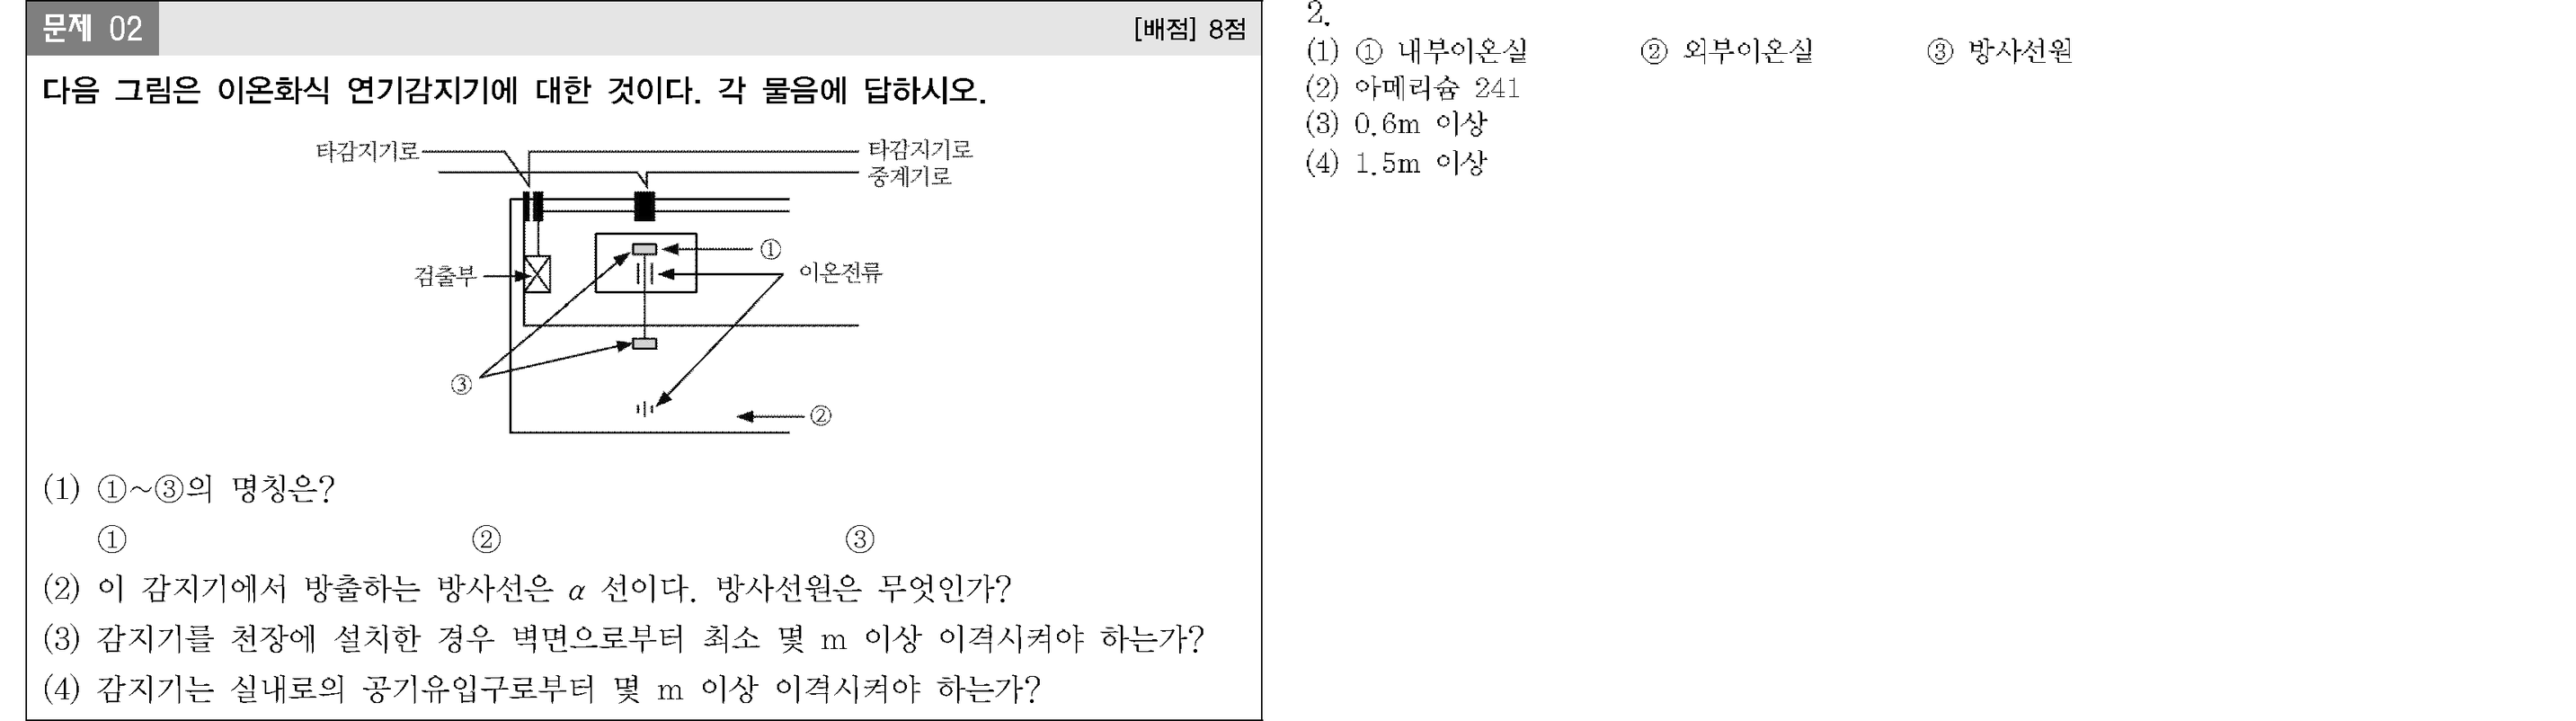 문제 02
[배점] 8점
다음 그림은 이온화식 연기감지기에 대한 것이다. 각 물음에 답하시오.
타감지기로
타감지기로
중계기로
①
검출부
이온전류
③
②
(1) ①~③의 명칭은?
① ② ③
(2) 이 감지기에서 방출하는 방사선은 α 선이다. 방사선원은 무엇인가?
(3) 감지기를 천장에 설치한 경우 벽면으로부터 최소 몇 m 이상 이격시켜야 하는가?
(4) 감지기는 실내로의 공기유입구로부터 몇 m 이상 이격시켜야 하는가?
2.
(1) ① 내부이온실 ② 외부이온실 ③ 방사선원
(2) 아메리슘 241
(3) 0.6m 이상
(4) 1.5m 이상